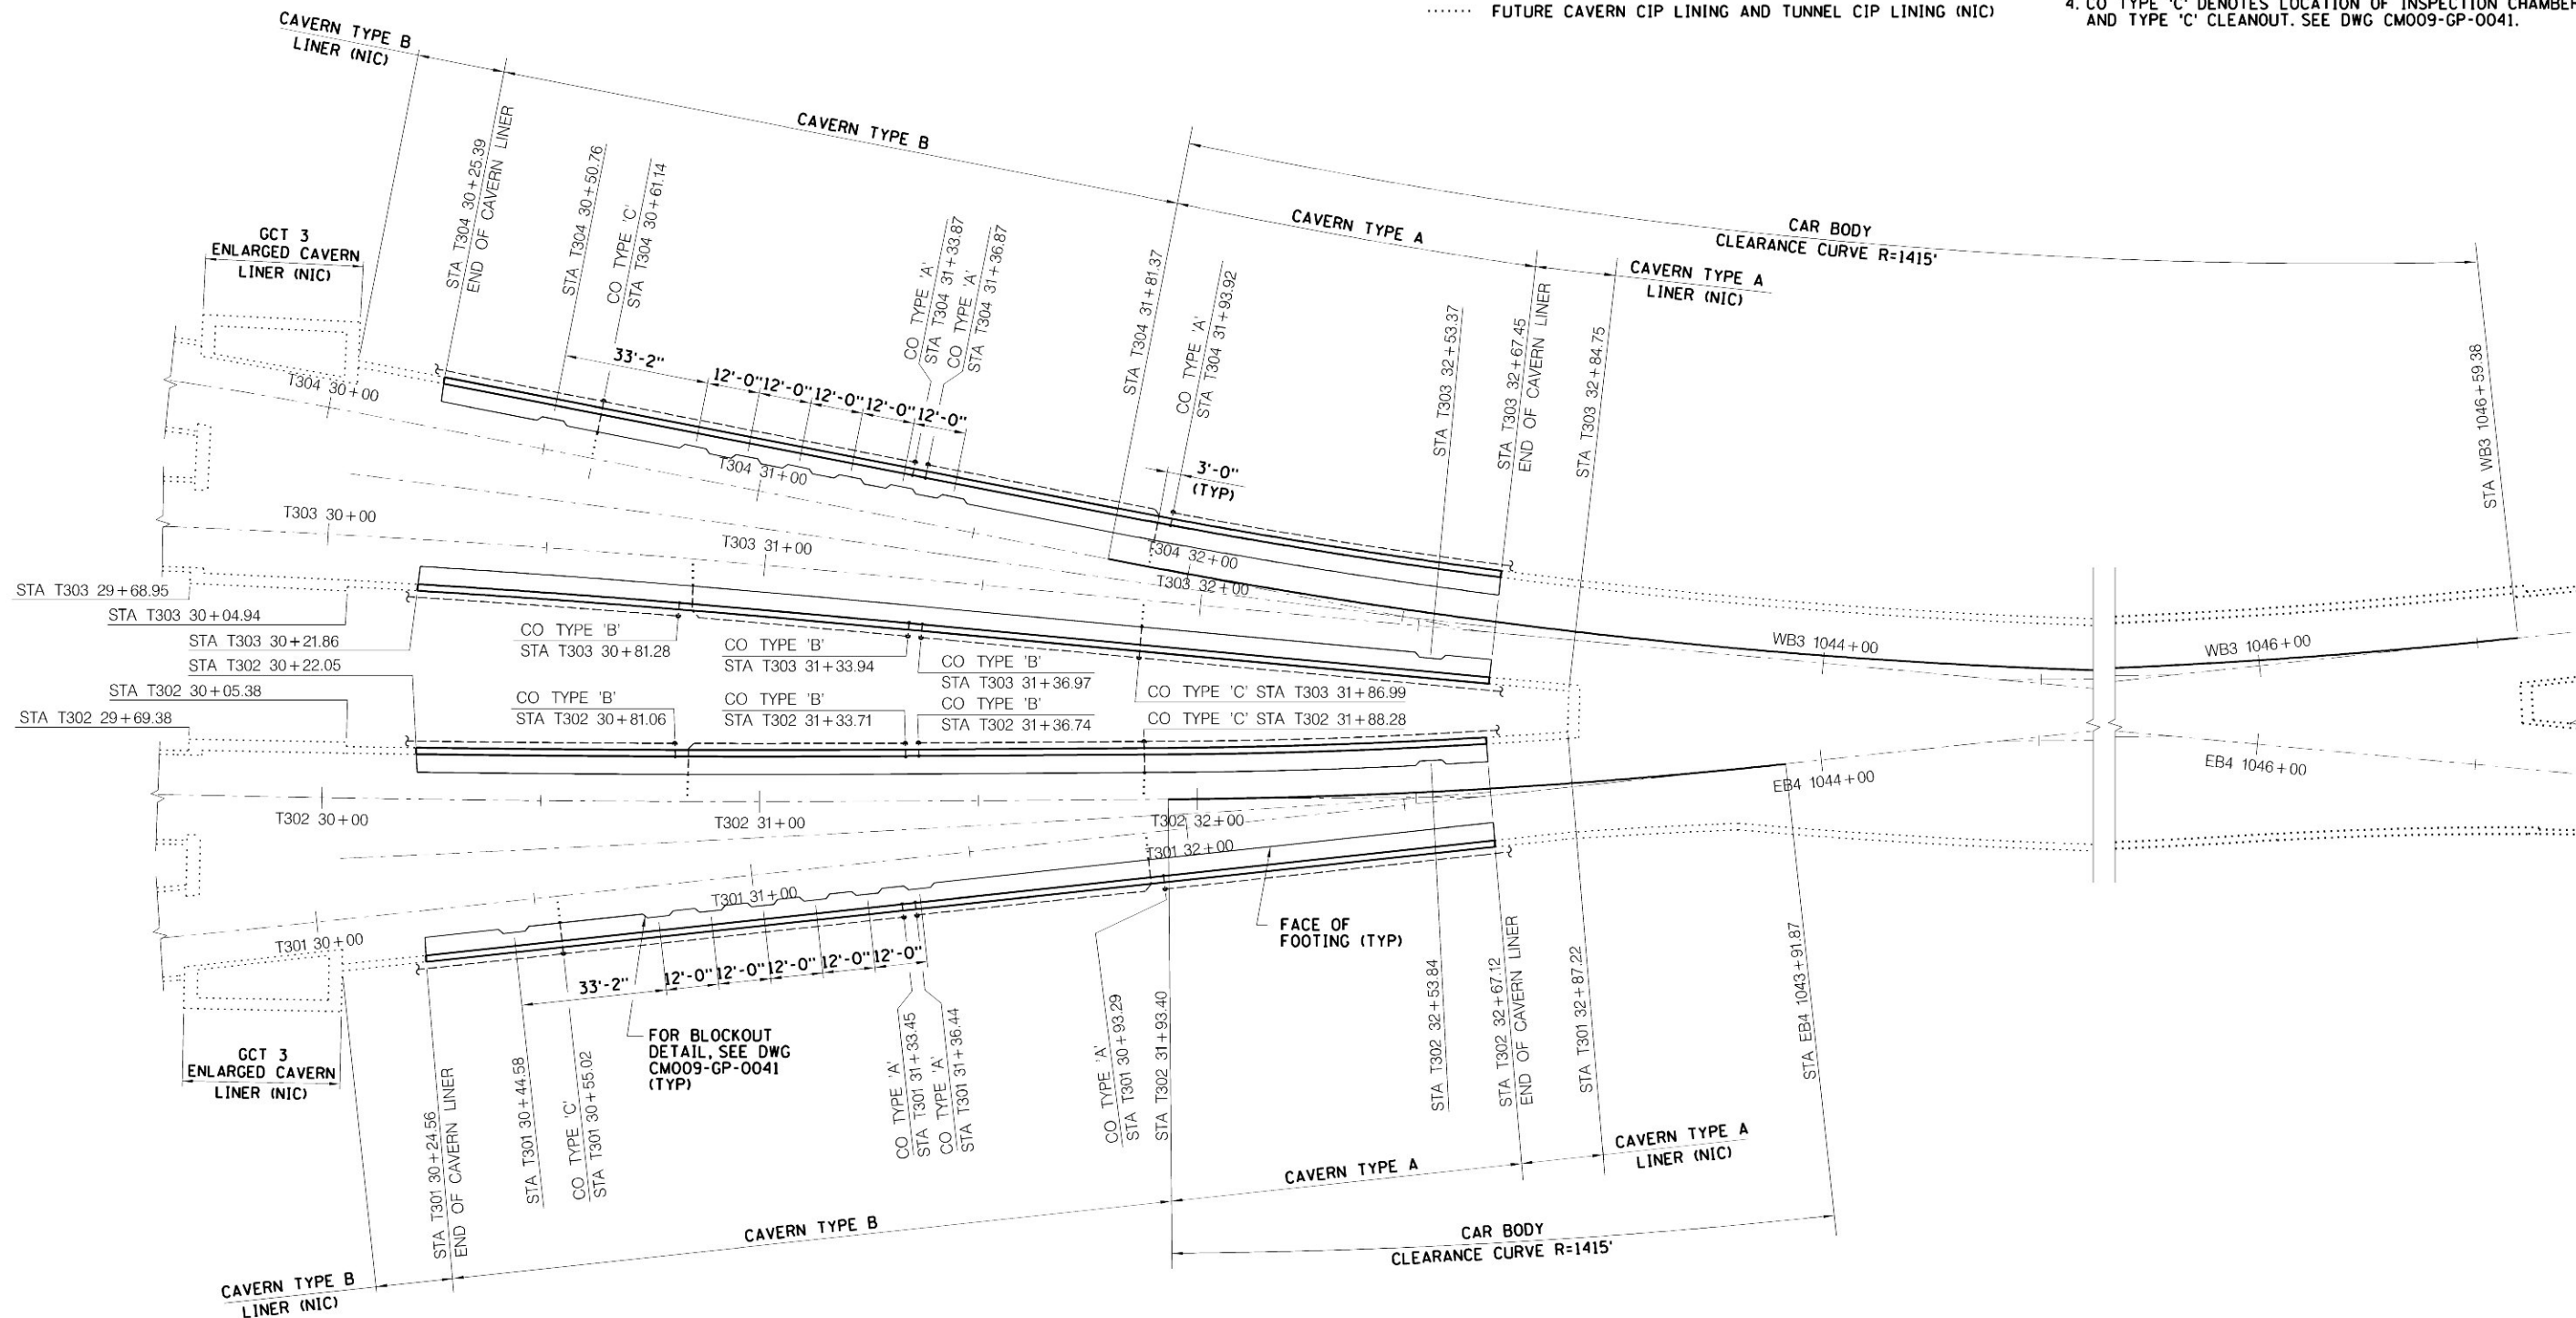 ....... FUTURE CAVERN CIP LINING AND TUNNEL CIP LINING (NIC)
4. CO TYPE 'C' DENOTES LOCATION OF INSPECTION CHAMBER
AND TYPE 'C' CLEANOUT. SEE DWG CM009-GP-0041.
CAVERN TYPE B
LINER (NIC)
CAVERN TYPE B
CAVERN TYPE A
CAR BODY
CLEARANCE CURVE R=1415'
CAVERN TYPE A
LINER (NIC)
GCT 3
ENLARGED CAVERN
LINER (NIC)
STA T304 30+25.39
END OF CAVERN LINER
STA T304 30+50.76
CO TYPE 'C'
STA T304 30+61.14
CO TYPE 'A'
STA T304 31+33.87
CO TYPE 'A'
STA T304 31+36.87
STA T304 31+81.37
CO TYPE 'A'
STA T304 31+93.92
STA T303 32+53.37
STA T303 32+67.45
END OF CAVERN LINER
STA T303 32+84.75
STA WB3 1046+59.38
33'-2"
12'-0"
12'-0"
12'-0"
12'-0"
12'-0"
3'-0"
(TYP)
T304 30+00
T304 31+00
T304 32+00
T303 30+00
T303 31+00
T303 32+00
WB3 1044+00
WB3 1046+00
STA T303 29+68.95
STA T303 30+04.94
STA T303 30+21.86
STA T302 30+22.05
STA T302 30+05.38
STA T302 29+69.38
CO TYPE 'B'
STA T303 30+81.28
CO TYPE 'B'
STA T303 31+33.94
CO TYPE 'B'
STA T303 31+36.97
CO TYPE 'C' STA T303 31+86.99
CO TYPE 'B'
STA T302 30+81.06
CO TYPE 'B'
STA T302 31+33.71
CO TYPE 'B'
STA T302 31+36.74
CO TYPE 'C' STA T302 31+88.28
EB4 1044+00
EB4 1046+00
T302 30+00
T302 31+00
T302 32+00
T301 30+00
T301 31+00
T301 32+00
FACE OF
FOOTING (TYP)
33'-2"
12'-0"
12'-0"
12'-0"
12'-0"
12'-0"
FOR BLOCKOUT
DETAIL, SEE DWG
CM009-GP-0041
(TYP)
GCT 3
ENLARGED CAVERN
LINER (NIC)
STA T301 30+24.56
END OF CAVERN LINER
STA T301 30+44.58
CO TYPE 'C'
STA T301 30+55.02
CO TYPE 'A'
STA T301 31+33.45
CO TYPE 'A'
STA T301 31+36.44
CO TYPE 'A'
STA T301 30+93.29
STA T302 31+93.40
STA T302 32+53.84
STA T302 32+67.12
END OF CAVERN LINER
STA T301 32+87.22
STA EB4 1043+91.87
CAVERN TYPE A
LINER (NIC)
CAVERN TYPE A
CAVERN TYPE B
CAR BODY
CLEARANCE CURVE R=1415'
CAVERN TYPE B
LINER (NIC)